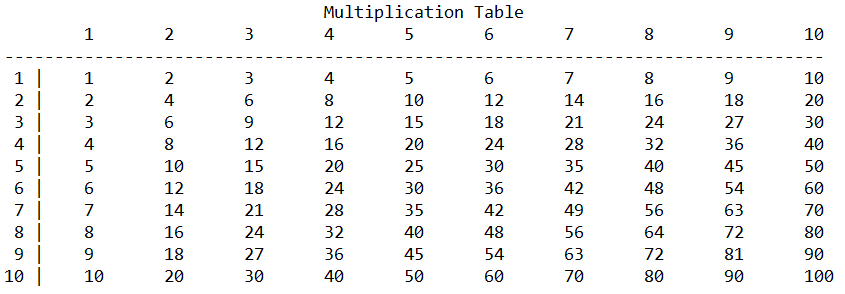 Multiplication Table
        1       2       3       4       5       6       7       8       9       10
----------------------------------------------------------------------------------
 1 |    1       2       3       4       5       6       7       8       9       10
 2 |    2       4       6       8       10      12      14      16      18      20
 3 |    3       6       9       12      15      18      21      24      27      30
 4 |    4       8       12      16      20      24      28      32      36      40
 5 |    5       10      15      20      25      30      35      40      45      50
 6 |    6       12      18      24      30      36      42      48      54      60
 7 |    7       14      21      28      35      42      49      56      63      70
 8 |    8       16      24      32      40      48      56      64      72      80
 9 |    9       18      27      36      45      54      63      72      81      90
10 |    10      20      30      40      50      60      70      80      90      100